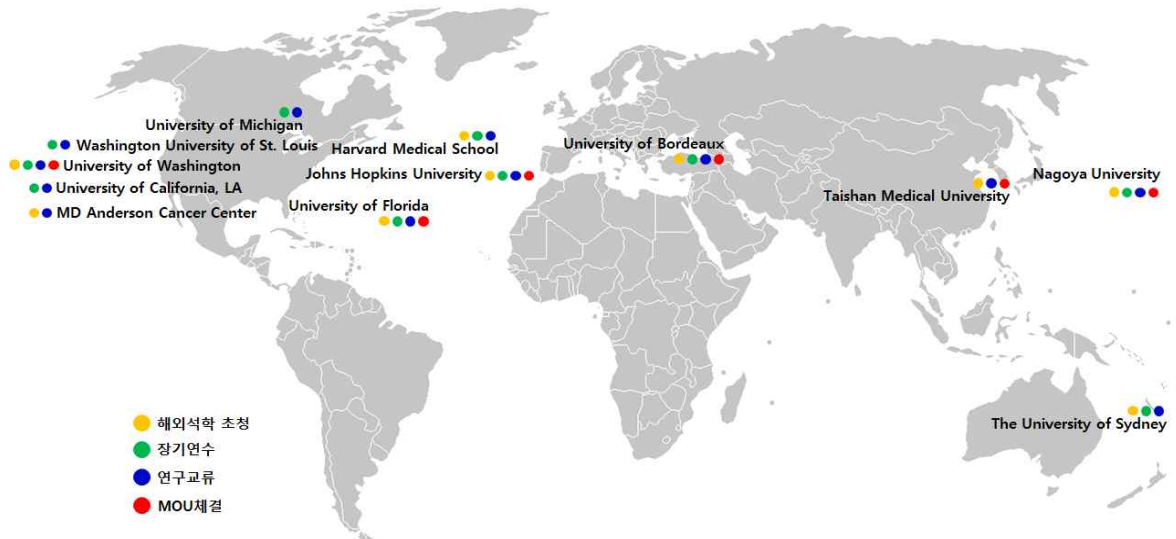 University of Michigan
Washington University of St. Louis
University of Washington
University of California, LA
MD Anderson Cancer Center
Harvard Medical School
Johns Hopkins University
University of Florida
University of Bordeaux
Taishan Medical University
Nagoya University
The University of Sydney
해외석학 초청
장기연수
연구교류
MOU체결